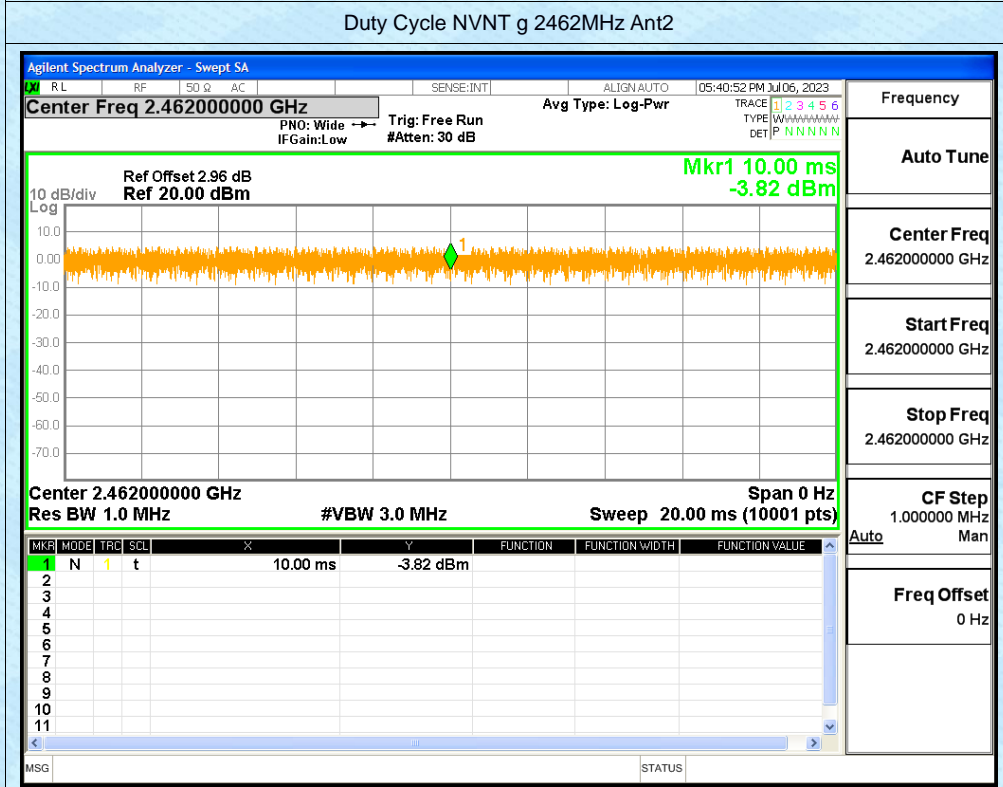 Duty Cycle NVNT g 2462MHz Ant2
Agilent Spectrum Analyzer - Swept SA
LXI RL RF 50 Ω AC SENSE:INT ALIGN AUTO 05:40:52 PM Jul 06, 2023
Center Freq 2.462000000 GHz
PNO: Wide
IFGain:Low
Trig: Free Run
#Atten: 30 dB
Avg Type: Log-Pwr
TRACE 1 2 3 4 5 6
TYPE WWWWWW
DET P N N N N N
Mkr1 10.00 ms
-3.82 dBm
Ref Offset 2.96 dB
10 dB/div Ref 20.00 dBm
Log
10.0
0.00
-10.0
-20.0
-30.0
-40.0
-50.0
-60.0
-70.0
1
Center 2.462000000 GHz Span 0 Hz
Res BW 1.0 MHz #VBW 3.0 MHz Sweep 20.00 ms (10001 pts)
MKR MODE TRC SCL X Y FUNCTION FUNCTION WIDTH FUNCTION VALUE
1 N 1 t 10.00 ms -3.82 dBm
2
3
4
5
6
7
8
9
10
11
MSG STATUS
Frequency
Auto Tune
Center Freq
2.462000000 GHz
Start Freq
2.462000000 GHz
Stop Freq
2.462000000 GHz
CF Step
1.000000 MHz
Auto Man
Freq Offset
0 Hz